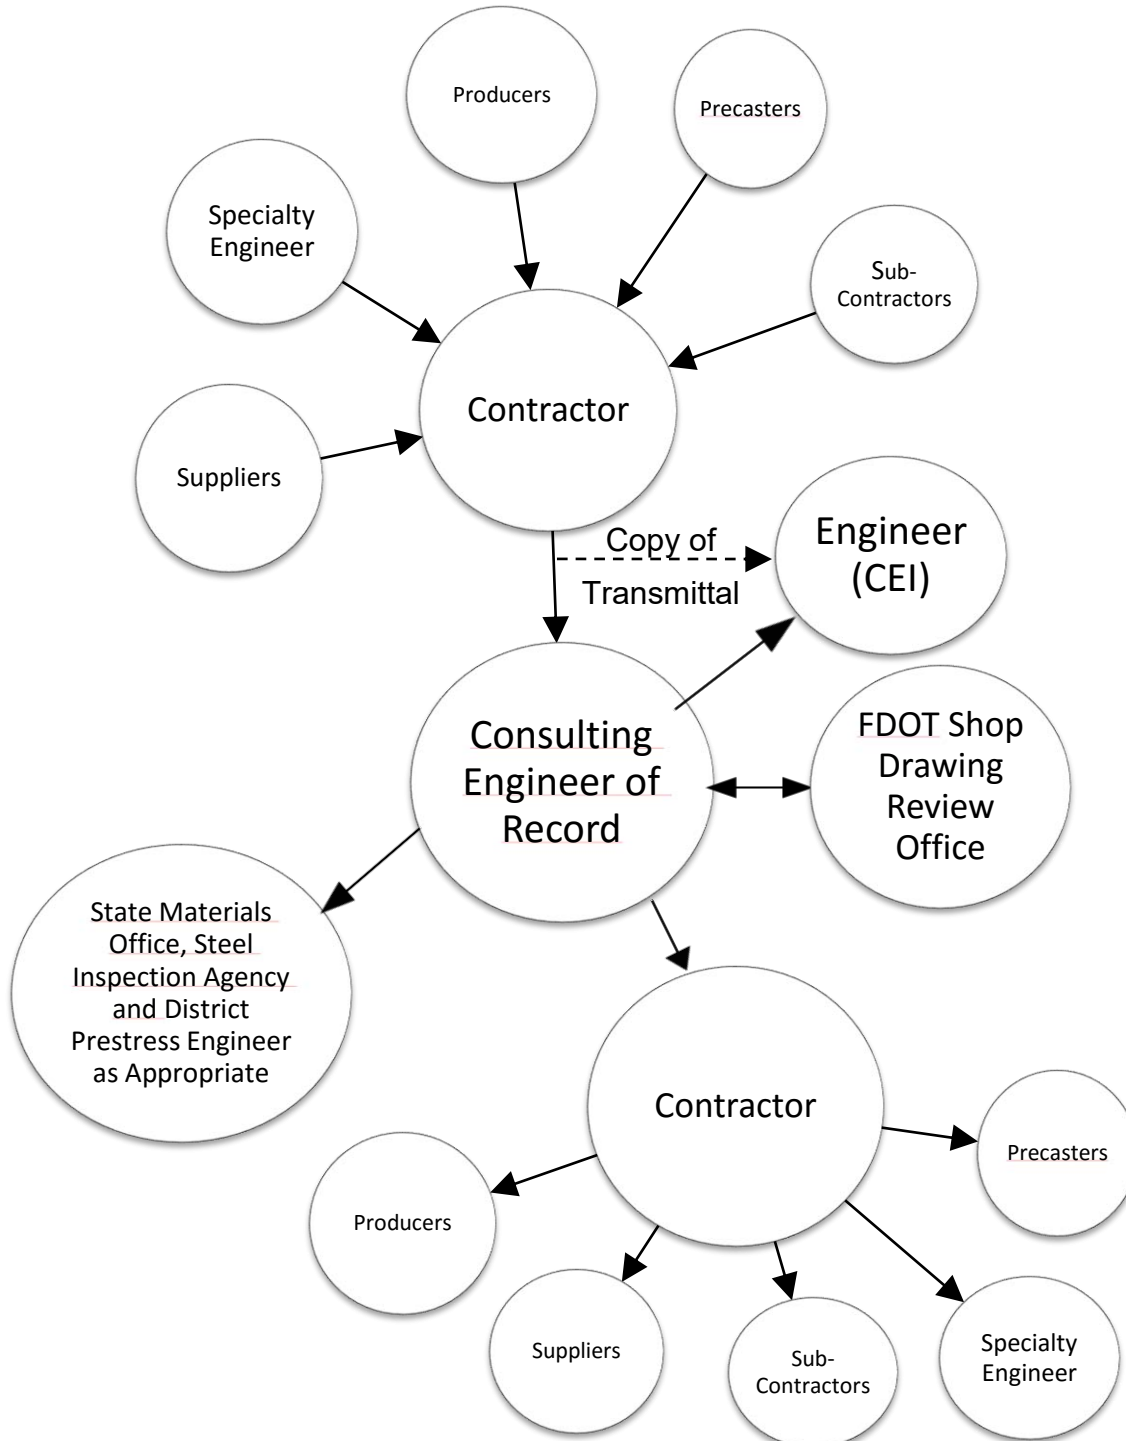 Producers
Precasters
Specialty
Engineer
Sub-
Contractors
Contractor
Suppliers
Copy of
Transmittal
Engineer
(CEI)
Consulting
Engineer of
Record
FDOT Shop
Drawing
Review
Office
State Materials
Office, Steel
Inspection Agency
and District
Prestress Engineer
as Appropriate
Contractor
Precasters
Producers
Suppliers
Sub-
Contractors
Specialty
Engineer